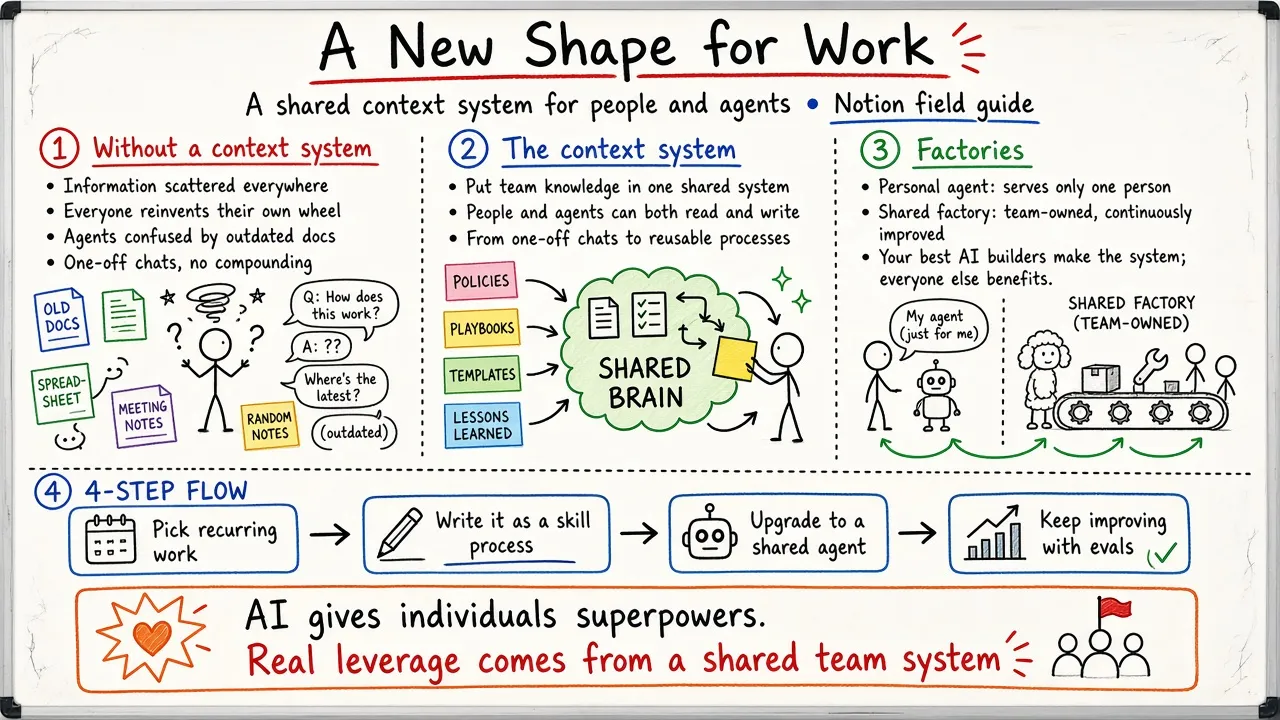 A New Shape for Work
A shared context system for people and agents • Notion field guide
1 Without a context system
• Information scattered everywhere
• Everyone reinvents their own wheel
• Agents confused by outdated docs
• One-off chats, no compounding
OLD
DOCS
SPREAD-
SHEET
MEETING
NOTES
RANDOM
NOTES
? ?
Q: How does
this work?
A: ??
Where's the
latest?
(outdated)
2 The context system
• Put team knowledge in one shared system
• People and agents can both read and write
• From one-off chats to reusable processes
POLICIES
PLAYBOOKS
TEMPLATES
LESSONS
LEARNED
SHARED
BRAIN
3 Factories
• Personal agent: serves only one person
• Shared factory: team-owned, continuously
improved
• Your best AI builders make the system;
everyone else benefits.
My agent
(just for me)
SHARED FACTORY
(TEAM-OWNED)
4 4-STEP FLOW
Pick recurring
work
Write it as a skill
process
Upgrade to a
shared agent
Keep improving
with evals
AI gives individuals superpowers.
Real leverage comes from a shared team system